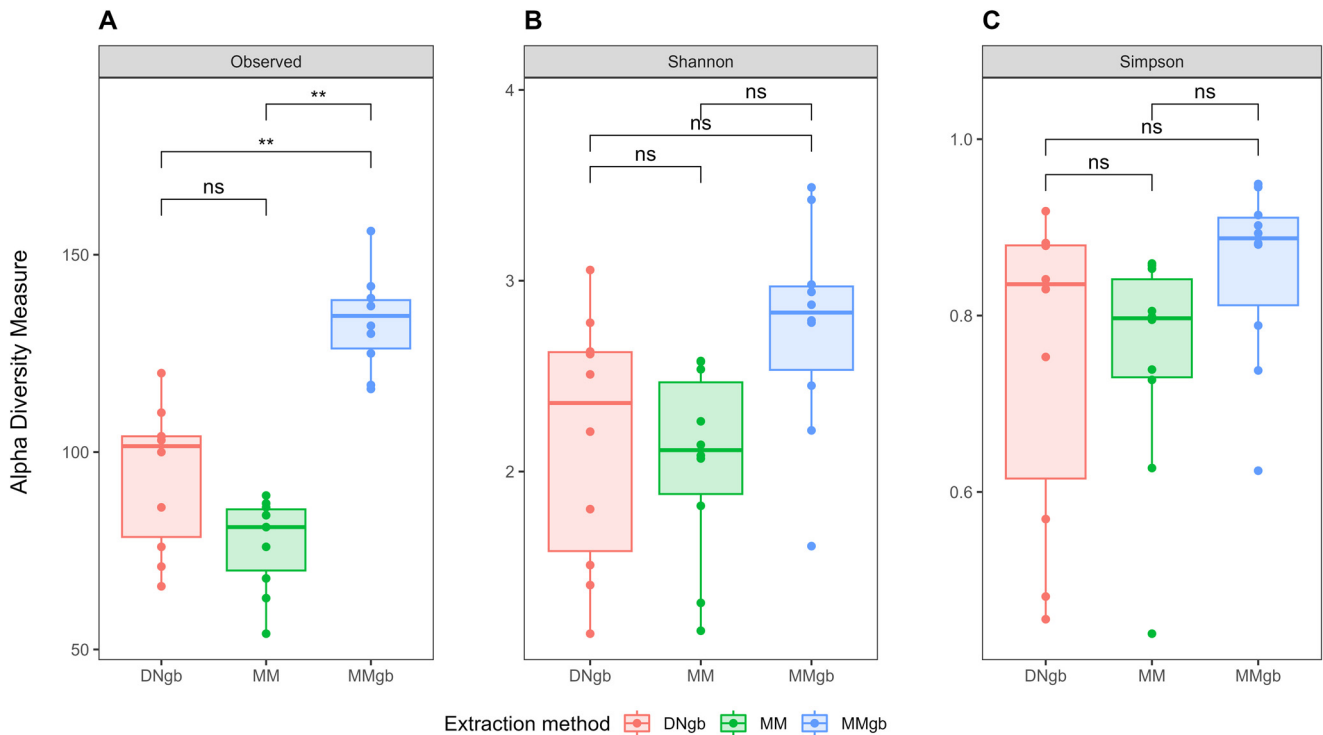 A
B
C
Observed
Shannon
Simpson
Alpha Diversity Measure
**
**
ns
150
100
50
DNgb
MM
MMgb
ns
ns
ns
4
3
2
DNgb
MM
MMgb
ns
ns
ns
1.0
0.8
0.6
DNgb
MM
MMgb
Extraction method DNgb MM MMgb